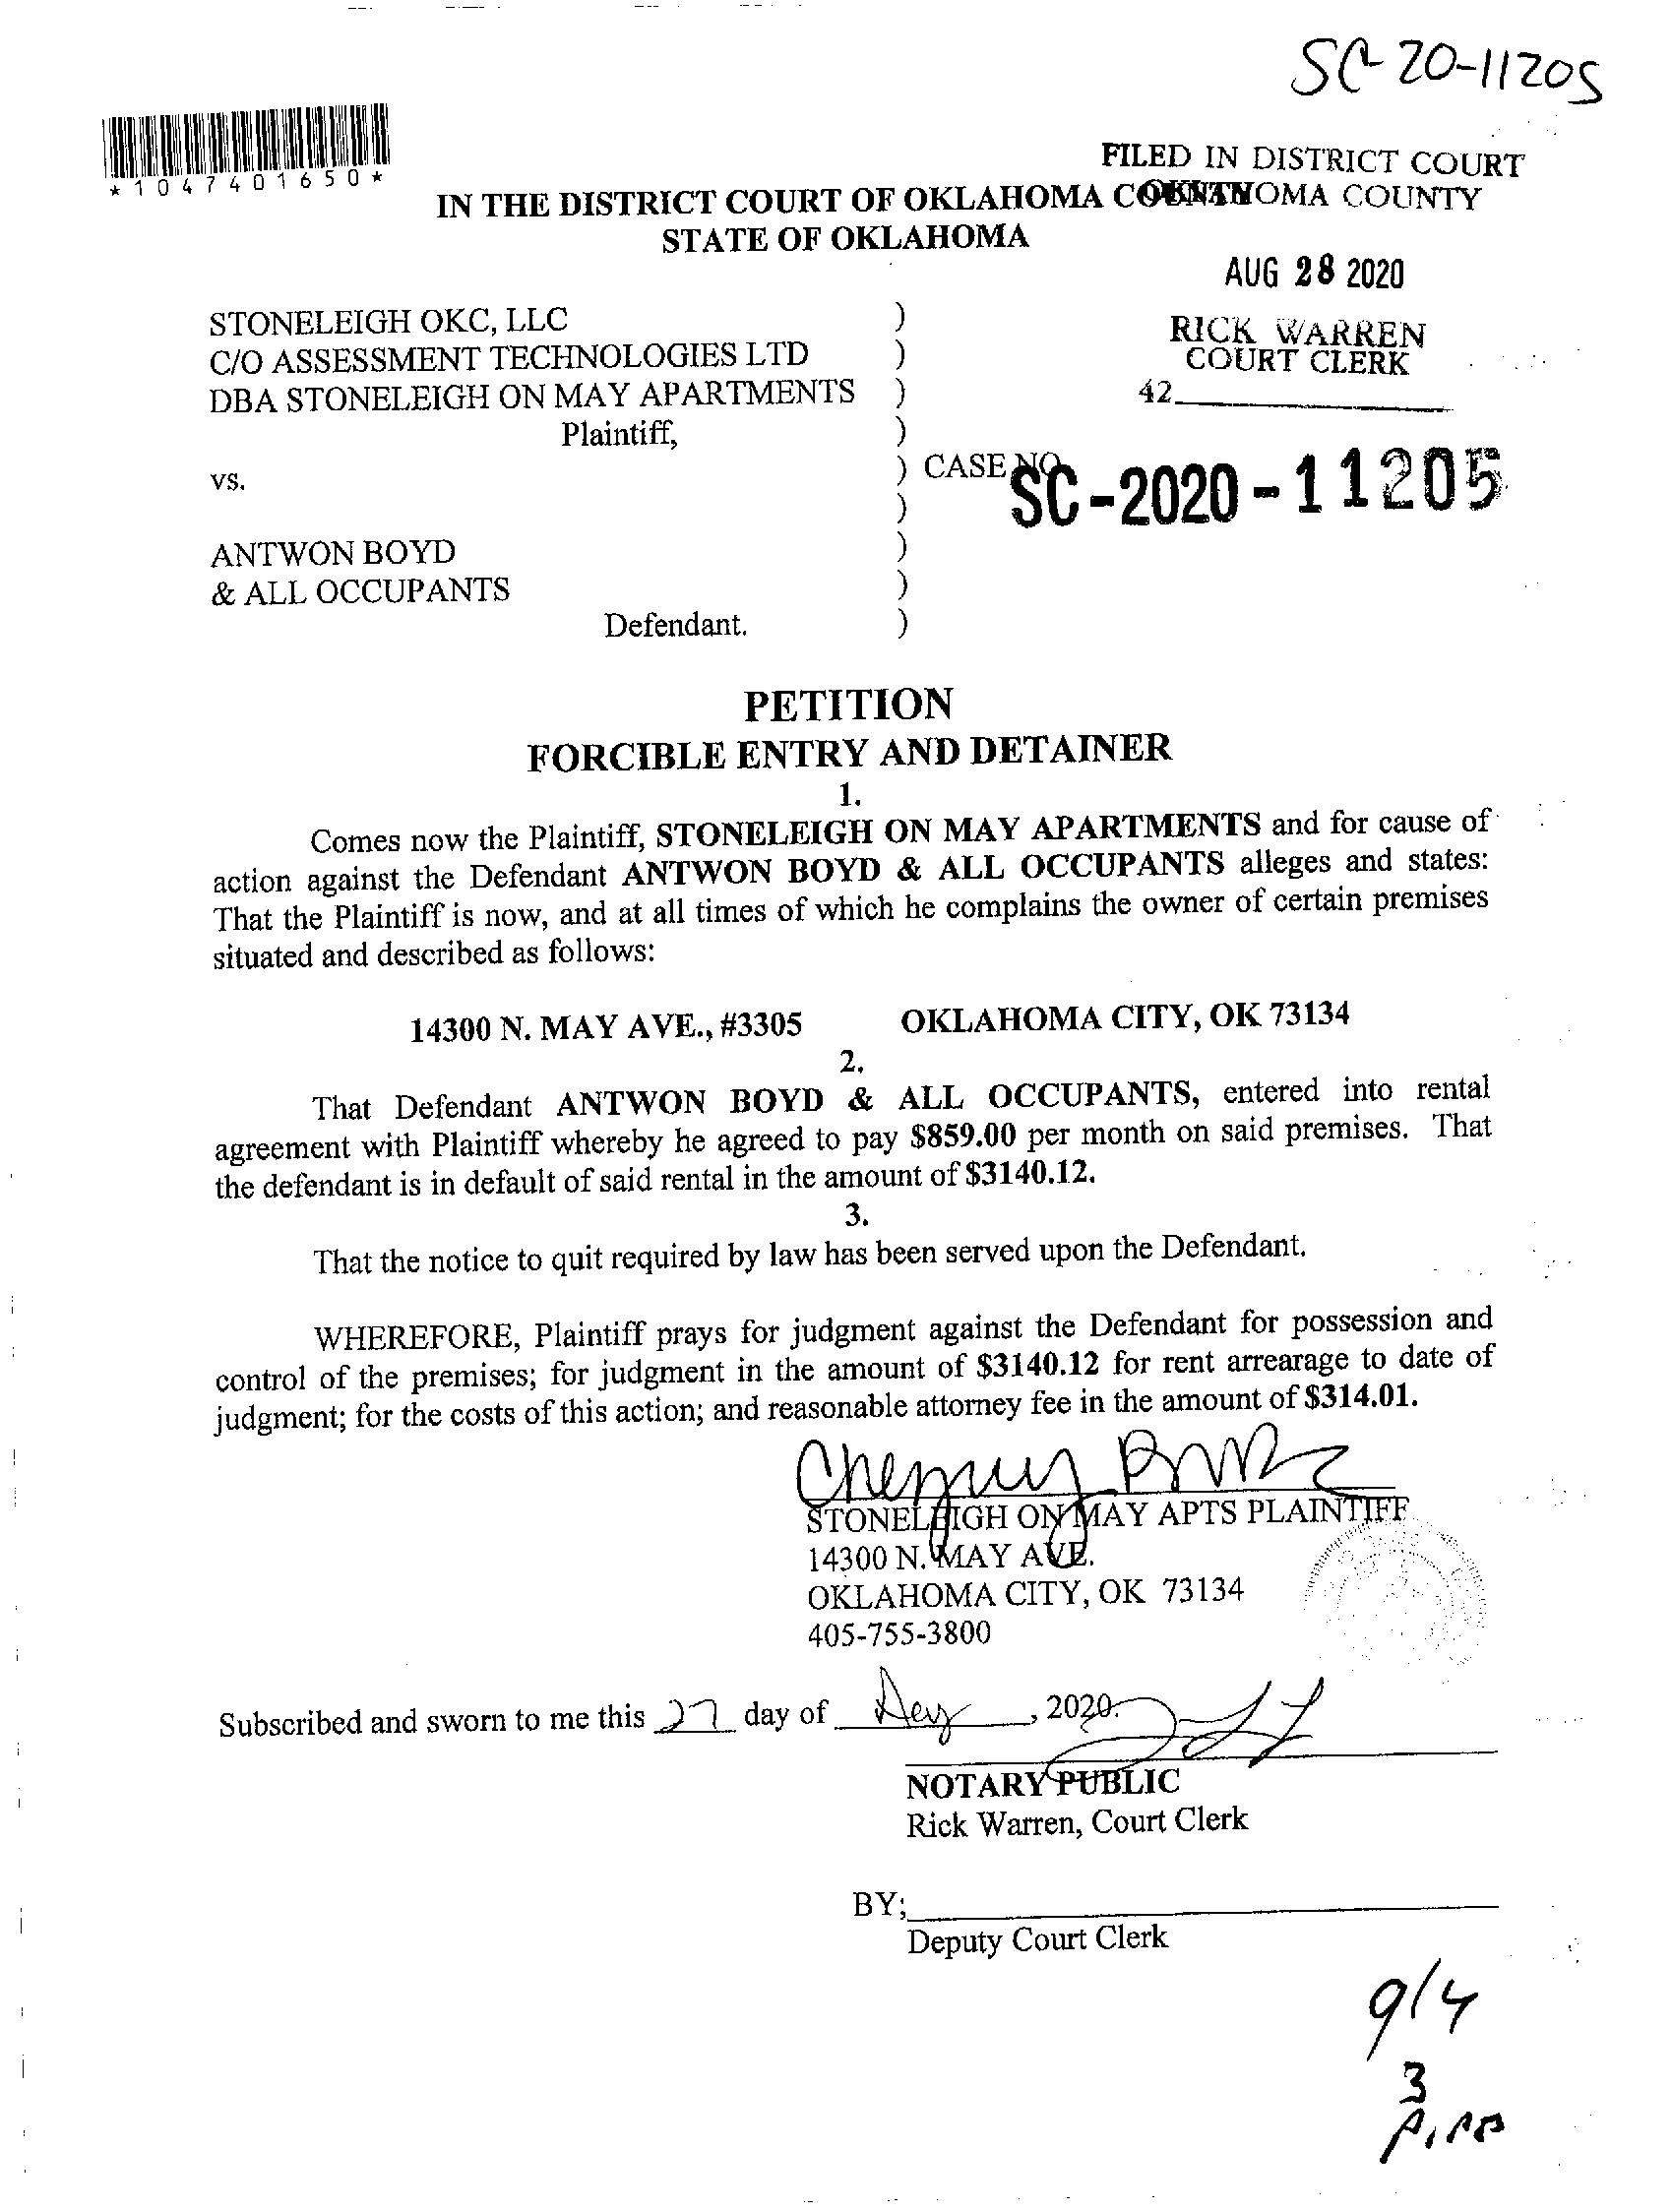 SC-20-11205
*1047401650*
FILED IN DISTRICT COURT
OKLAHOMA COUNTY
IN THE DISTRICT COURT OF OKLAHOMA COUNTY
STATE OF OKLAHOMA
AUG 28 2020
RICK WARREN
COURT CLERK
42
STONELEIGH OKC, LLC )
C/O ASSESSMENT TECHNOLOGIES LTD )
DBA STONELEIGH ON MAY APARTMENTS )
Plaintiff, )
vs. ) CASE NO. SC-2020-11205
)
ANTWON BOYD )
& ALL OCCUPANTS )
Defendant. )
PETITION
FORCIBLE ENTRY AND DETAINER
1.
Comes now the Plaintiff, STONELEIGH ON MAY APARTMENTS and for cause of
action against the Defendant ANTWON BOYD & ALL OCCUPANTS alleges and states:
That the Plaintiff is now, and at all times of which he complains the owner of certain premises
situated and described as follows:
14300 N. MAY AVE., #3305 OKLAHOMA CITY, OK 73134
2.
That Defendant ANTWON BOYD & ALL OCCUPANTS, entered into rental
agreement with Plaintiff whereby he agreed to pay $859.00 per month on said premises. That
the defendant is in default of said rental in the amount of $3140.12.
3.
That the notice to quit required by law has been served upon the Defendant.
WHEREFORE, Plaintiff prays for judgment against the Defendant for possession and
control of the premises; for judgment in the amount of $3140.12 for rent arrearage to date of
judgment; for the costs of this action; and reasonable attorney fee in the amount of $314.01.
STONELEIGH ON MAY APTS PLAINTIFF
14300 N. MAY AVE.
OKLAHOMA CITY, OK 73134
405-755-3800
Subscribed and sworn to me this 27 day of , 2020.
NOTARY PUBLIC
Rick Warren, Court Clerk
BY;
Deputy Court Clerk
9/4
3